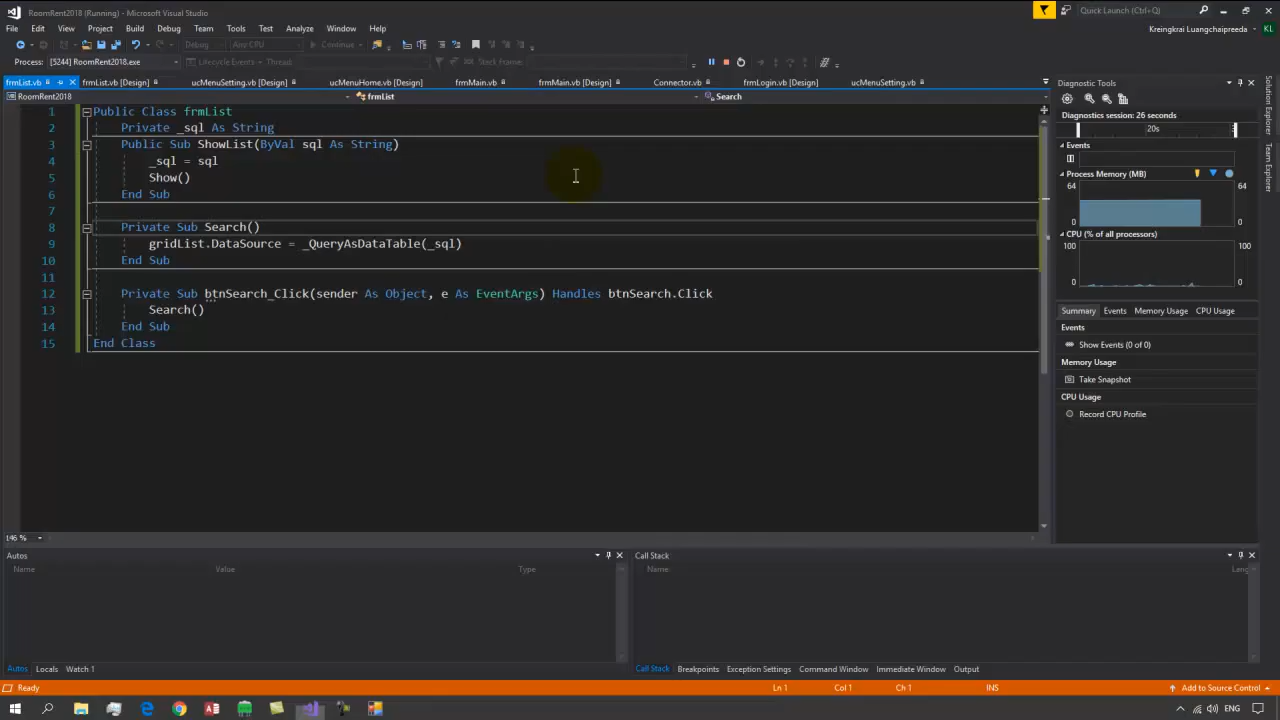 RoomRent2018 (Running) - Microsoft Visual Studio
Quick Launch (Ctrl+Q)
File Edit View Project Build Debug Team Tools Test Analyze Window Help
Kreingkrai Luangchaipreeda KL
Debug Any CPU Continue
Process: [5244] RoomRent2018.exe Lifecycle Events Thread: Stack Frame:
frmList.vb frmList.vb [Design] ucMenuSetting.vb [Design] ucMenuHome.vb [Design] frmMain.vb frmMain.vb [Design] Connector.vb frmLogin.vb [Design] ucMenuSetting.vb
RoomRent2018 frmList Search
1 Public Class frmList
2 Private _sql As String
3 Public Sub ShowList(ByVal sql As String)
4 _sql = sql
5 Show()
6 End Sub
7
8 Private Sub Search()
9 gridList.DataSource = _QueryAsDataTable(_sql)
10 End Sub
11
12 Private Sub btnSearch_Click(sender As Object, e As EventArgs) Handles btnSearch.Click
13 Search()
14 End Sub
15 End Class
146 %
Diagnostic Tools
Diagnostics session: 26 seconds
20s
Events
Process Memory (MB)
64 64
0 0
CPU (% of all processors)
100 100
0 0
Summary Events Memory Usage CPU Usage
Events
Show Events (0 of 0)
Memory Usage
Take Snapshot
CPU Usage
Record CPU Profile
Solution Explorer
Team Explorer
Autos
Name Value Type
Call Stack
Name Lang
Autos Locals Watch 1
Call Stack Breakpoints Exception Settings Command Window Immediate Window Output
Ready Ln 1 Col 1 Ch 1 INS Add to Source Control
ENG